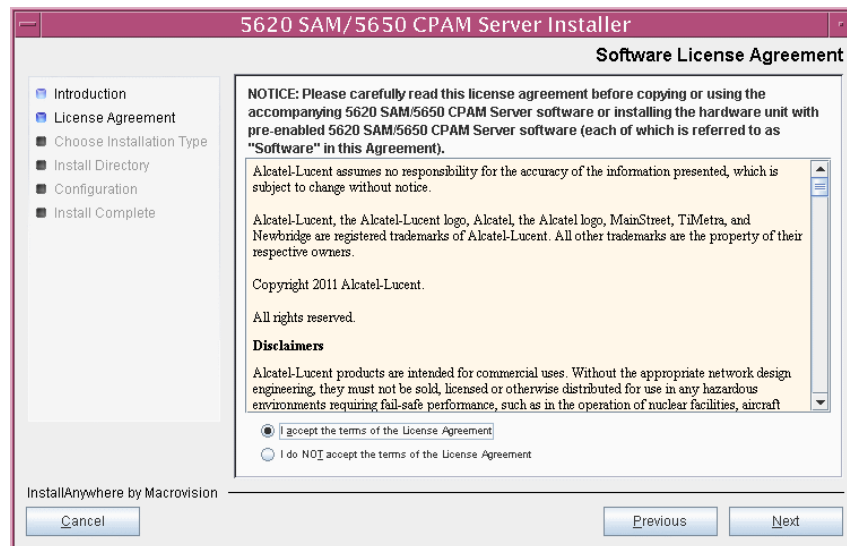 5620 SAM/5650 CPAM Server Installer
Software License Agreement
Introduction
License Agreement
Choose Installation Type
Install Directory
Configuration
Install Complete
NOTICE: Please carefully read this license agreement before copying or using the
accompanying 5620 SAM/5650 CPAM Server software or installing the hardware unit with
pre-enabled 5620 SAM/5650 CPAM Server software (each of which is referred to as
"Software" in this Agreement).
Alcatel-Lucent assumes no responsibility for the accuracy of the information presented, which is
subject to change without notice.
Alcatel-Lucent, the Alcatel-Lucent logo, Alcatel, the Alcatel logo, MainStreet, TiMetra, and
Newbridge are registered trademarks of Alcatel-Lucent. All other trademarks are the property of their
respective owners.
Copyright 2011 Alcatel-Lucent.
All rights reserved.
Disclaimers
Alcatel-Lucent products are intended for commercial uses. Without the appropriate network design
engineering, they must not be sold, licensed or otherwise distributed for use in any hazardous
environments requiring fail-safe performance, such as in the operation of nuclear facilities, aircraft
I accept the terms of the License Agreement
I do NOT accept the terms of the License Agreement
InstallAnywhere by Macrovision
Cancel
Previous
Next